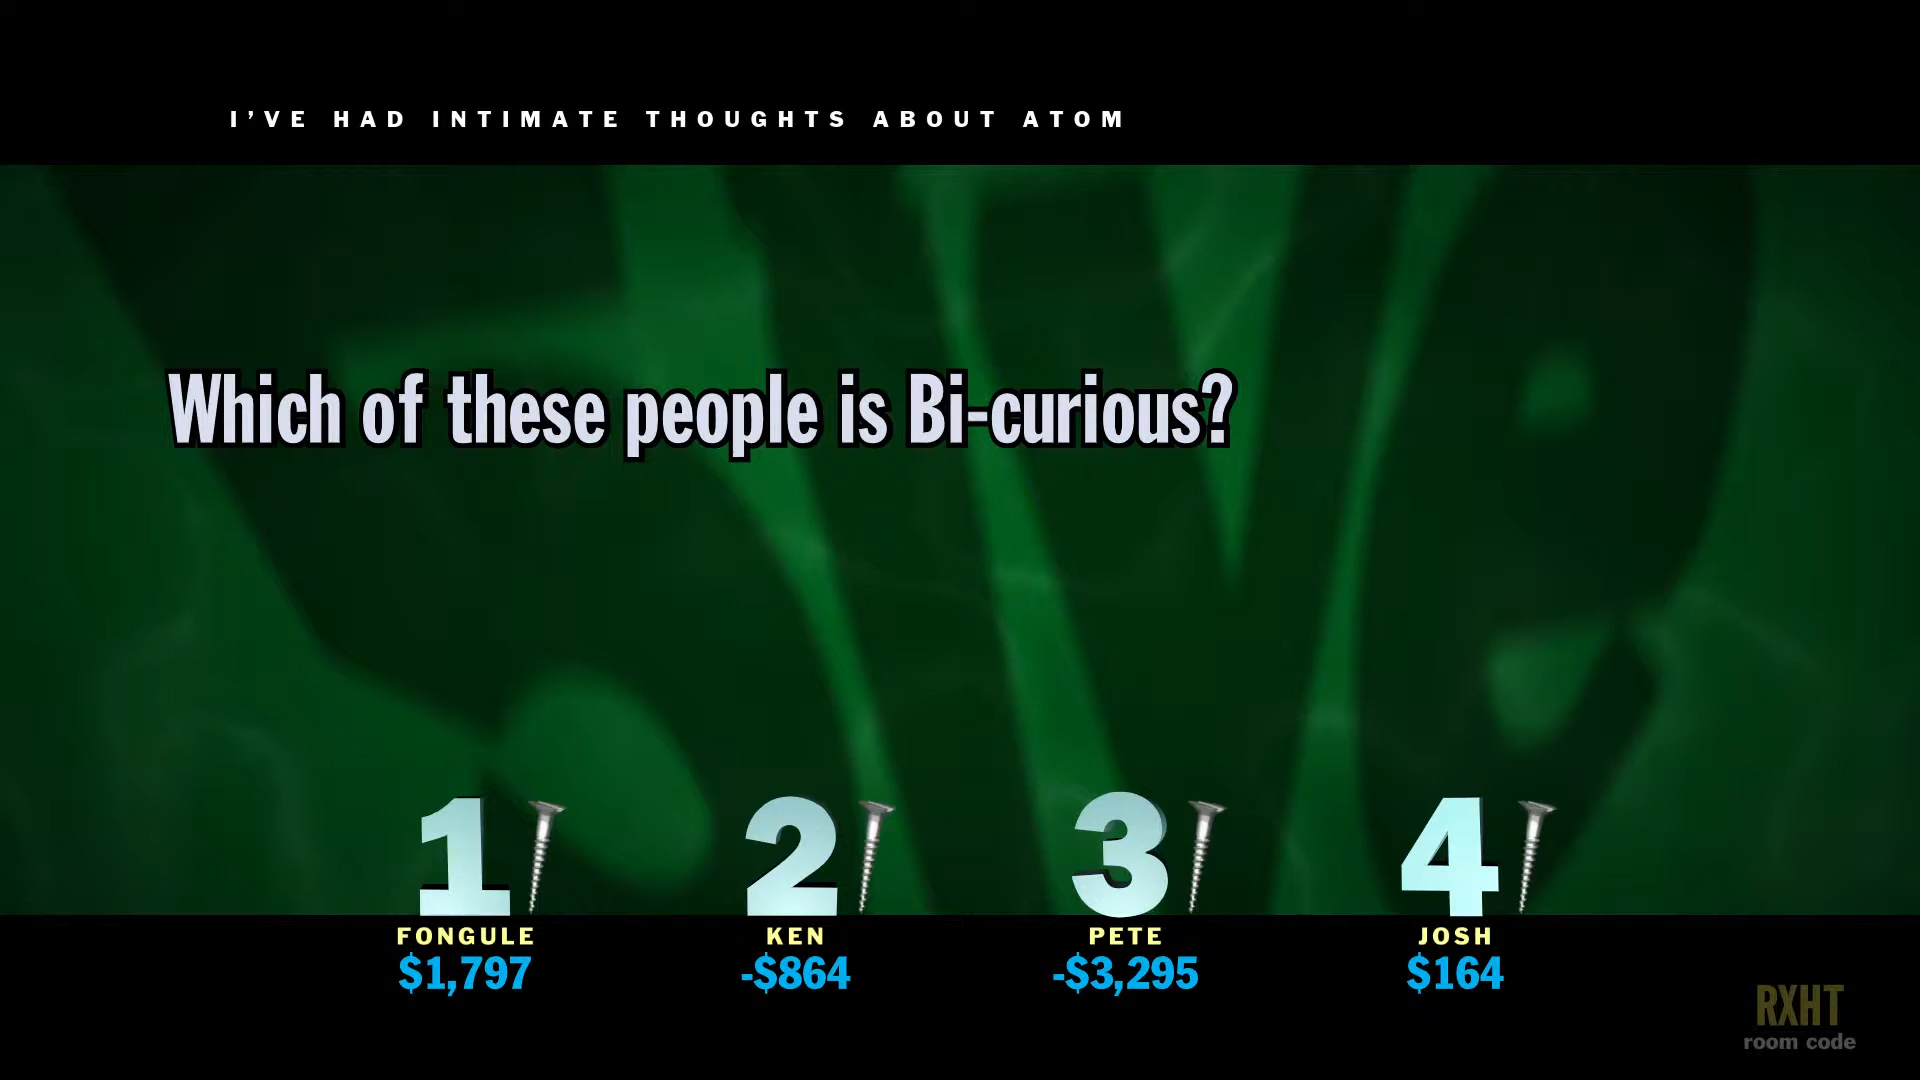 I'VE HAD INTIMATE THOUGHTS ABOUT ATOM
Which of these people is Bi-curious?
1 2 3 4
FONGULE KEN PETE JOSH
$1,797 -$864 -$3,295 $164
RXHT
room code